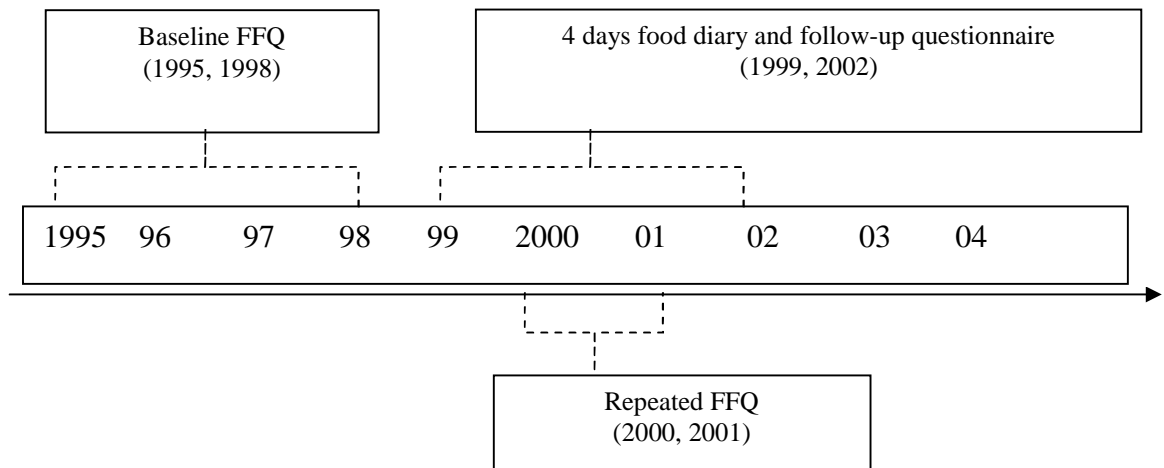 Baseline FFQ
(1995, 1998)
4 days food diary and follow-up questionnaire
(1999, 2002)
1995 96 97 98 99 2000 01 02 03 04
Repeated FFQ
(2000, 2001)